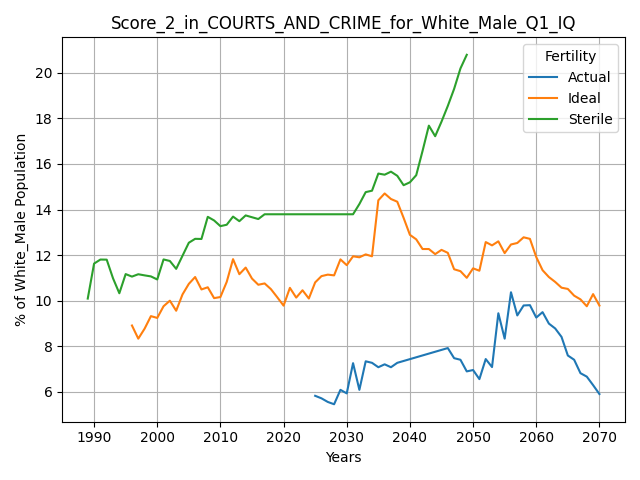 Score_2_in_COURTS_AND_CRIME_for_White_Male_Q1_IQ
Fertility
Actual
Ideal
Sterile
% of White_Male Population
20
18
16
14
12
10
8
6
1990 2000 2010 2020 2030 2040 2050 2060 2070
Years